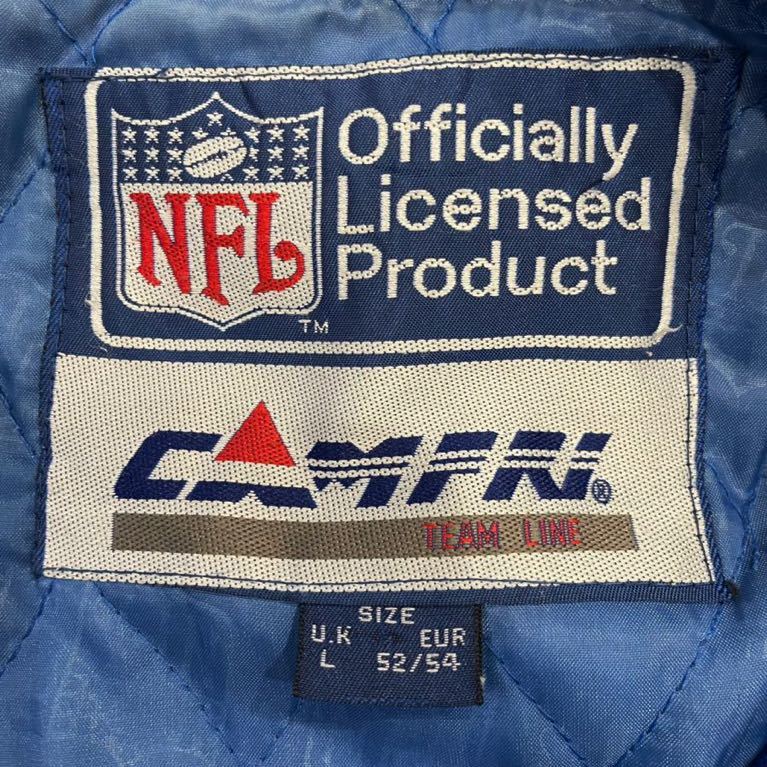 NFL
TM
Officially
Licensed
Product
CAMPRI®
TEAM LINE
SIZE
U.K EUR
L 52/54